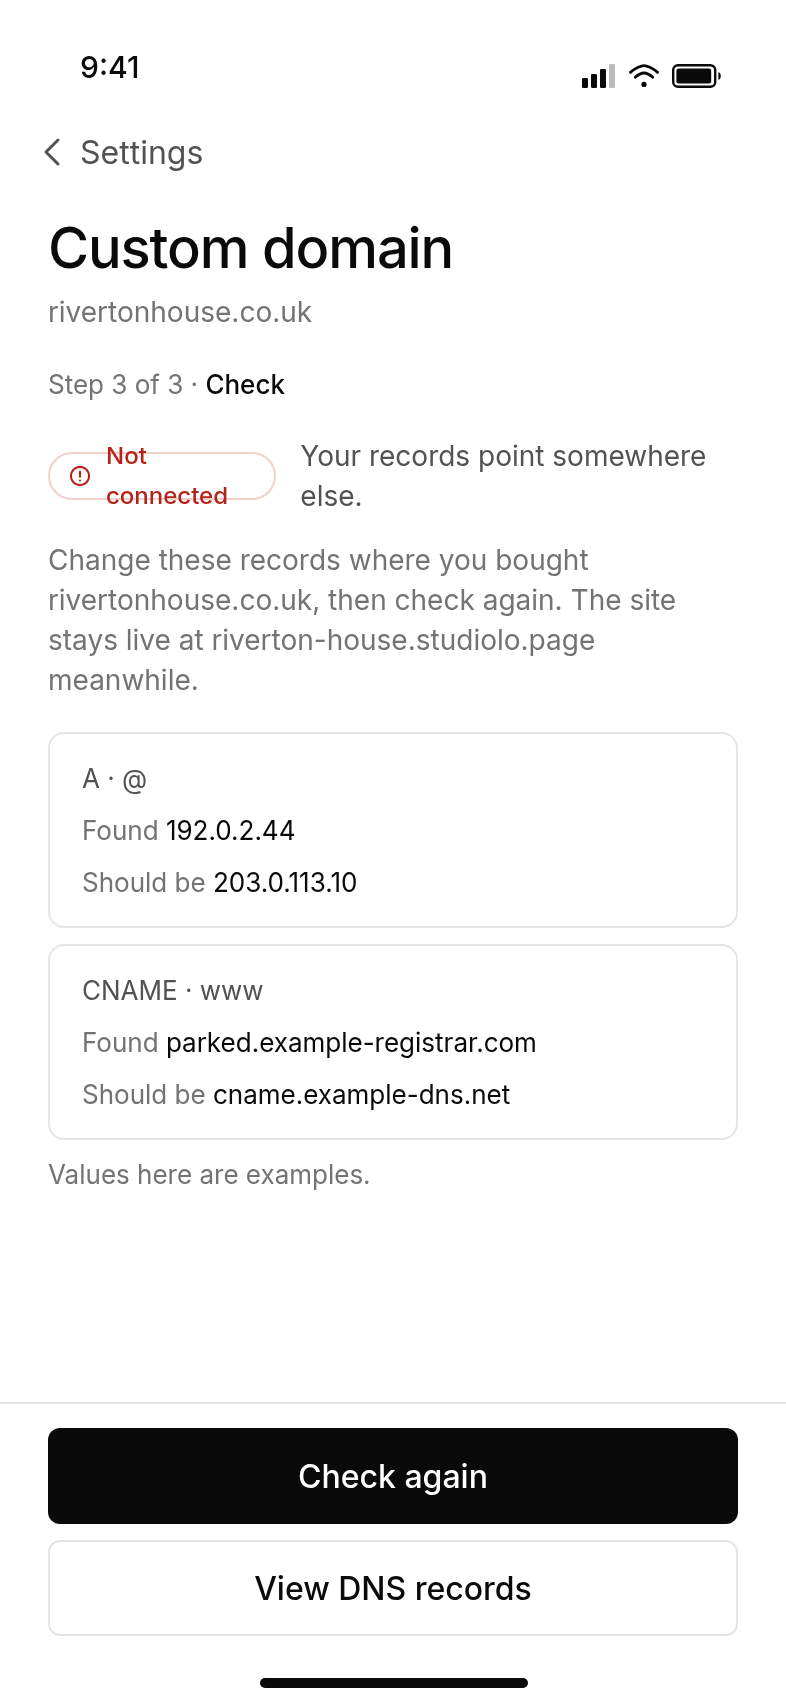 9:41
Settings
Custom domain
rivertonhouse.co.uk
Step 3 of 3 · Check
Not
connected
Your records point somewhere
else.
Change these records where you bought
rivertonhouse.co.uk, then check again. The site
stays live at riverton-house.studiolo.page
meanwhile.
A · @
Found 192.0.2.44
Should be 203.0.113.10
CNAME · www
Found parked.example-registrar.com
Should be cname.example-dns.net
Values here are examples.
Check again
View DNS records